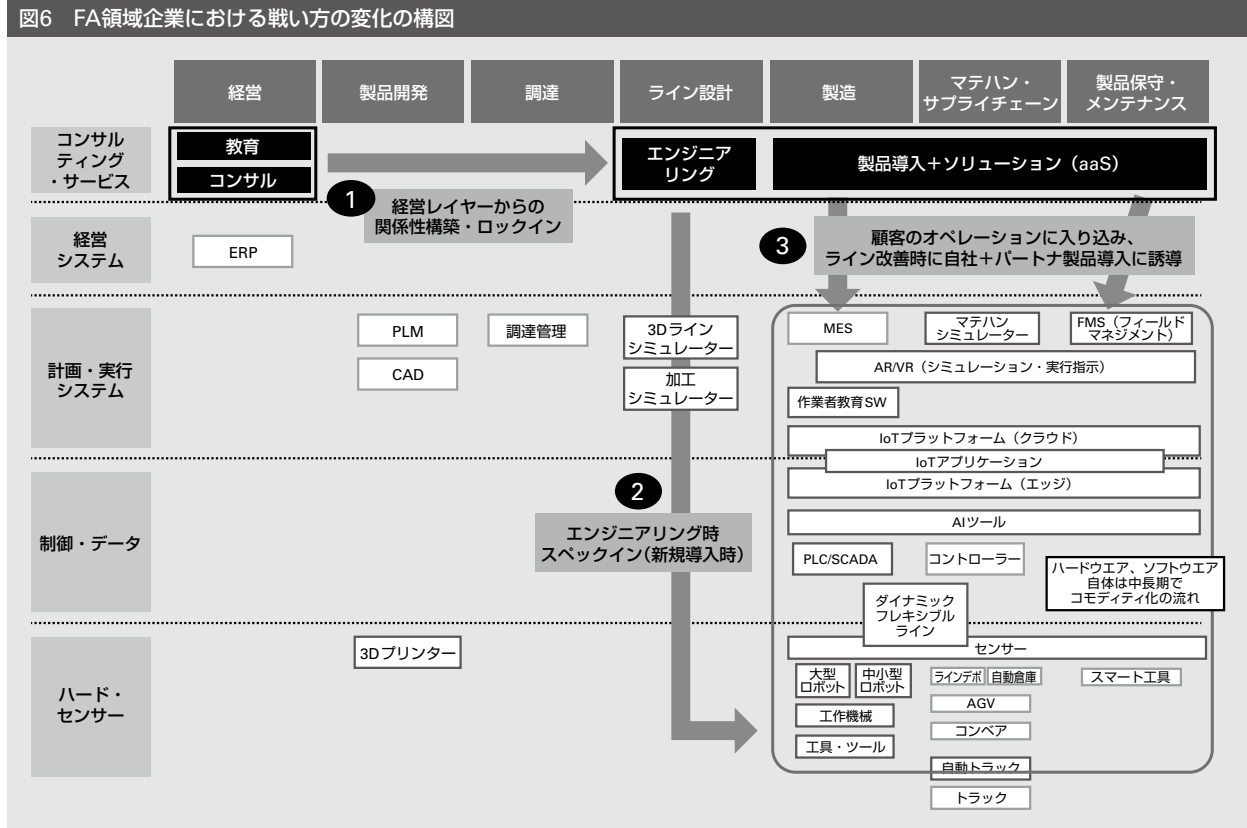 図6 FA領域企業における戦い方の変化の構図
経営
製品開発
調達
ライン設計
製造
マテハン・
サプライチェーン
製品保守・
メンテナンス
コンサル
ティング
・サービス
教育
コンサル
エンジニア
リング
製品導入＋ソリューション（aaS）
1
経営レイヤーからの
関係性構築・ロックイン
経営
システム
ERP
3
顧客のオペレーションに入り込み、
ライン改善時に自社＋パートナ製品導入に誘導
計画・実行
システム
PLM
CAD
調達管理
3Dライン
シミュレーター
加工
シミュレーター
MES
マテハン
シミュレーター
FMS（フィールド
マネジメント）
AR/VR（シミュレーション・実行指示）
作業者教育SW
IoTプラットフォーム（クラウド）
IoTアプリケーション
IoTプラットフォーム（エッジ）
2
エンジニアリング時
スペックイン（新規導入時）
制御・データ
AIツール
PLC/SCADA
コントローラー
ハードウエア、ソフトウエア
自体は中長期で
コモディティ化の流れ
ダイナミック
フレキシブル
ライン
ハード・
センサー
3Dプリンター
センサー
大型
ロボット
中小型
ロボット
ラインデポ
自動倉庫
スマート工具
工作機械
AGV
工具・ツール
コンベア
自動トラック
トラック